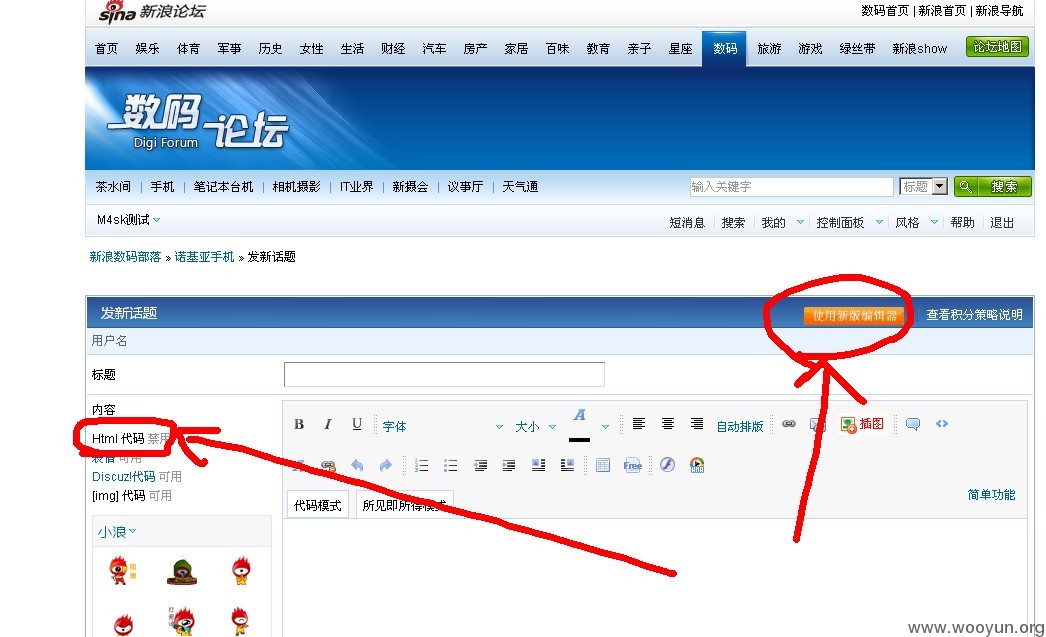 sina 新浪论坛
数码首页 | 新浪首页 | 新浪导航
首页 娱乐 体育 军事 历史 女性 生活 财经 汽车 房产 家居 百味 教育 亲子 星座 数码 旅游 游戏 绿丝带 新浪show 论坛地图
数码论坛
Digi Forum
茶水间 | 手机 | 笔记本台机 | 相机摄影 | IT业界 | 新摄会 | 议事厅 | 天气通 输入关键字 标题 搜索
M4sk测试 短消息 搜索 我的 控制面板 风格 帮助 退出
新浪数码部落 » 诺基亚手机 » 发新话题
发新话题 使用新版编辑器 查看积分策略说明
用户名
标题
内容
B I U 字体 大小 A 自动排版 插图
Html 代码 禁用
表情 可用
Free
Discuz!代码 可用
[img] 代码 可用
简单功能
代码模式 所见即所得模式
小浪
www.wooyun.org